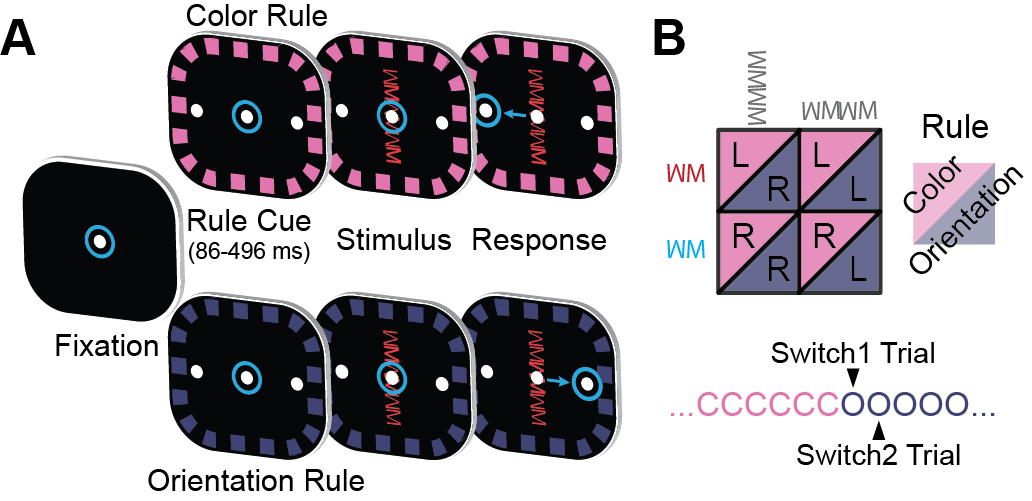 A
Color Rule
Rule Cue
(86-496 ms)
Stimulus
Response
Fixation
Orientation Rule
B
WM
WM
L
R
L
L
R
R
R
L
Rule
Color
Orientation
Switch1 Trial
...CCCCCCOOOOO...
Switch2 Trial